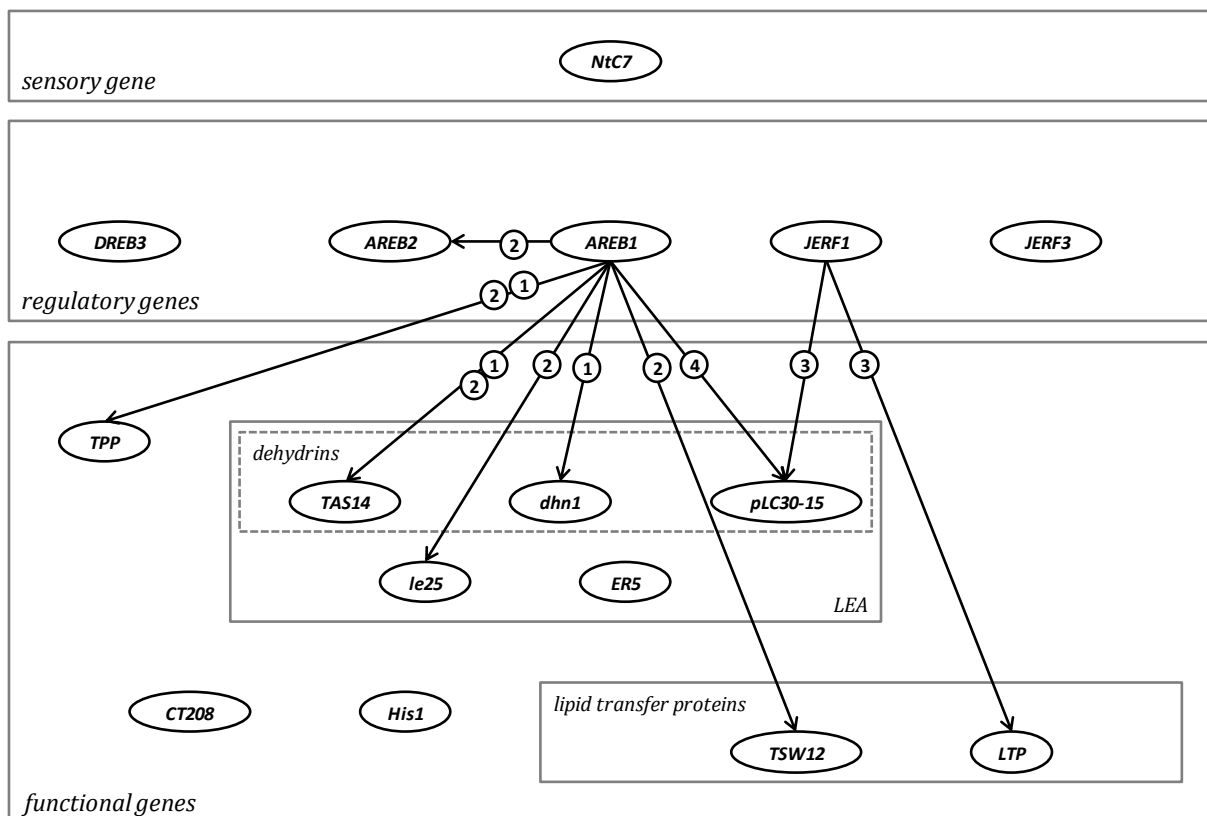 NtC7
sensory gene
DREB3
AREB2
2
AREB1
JERF1
JERF3
2
1
regulatory genes
1
2
2
1
2
4
3
3
TPP
dehydrins
TAS14
dhn1
pLC30-15
le25
ER5
LEA
CT208
His1
lipid transfer proteins
TSW12
LTP
functional genes